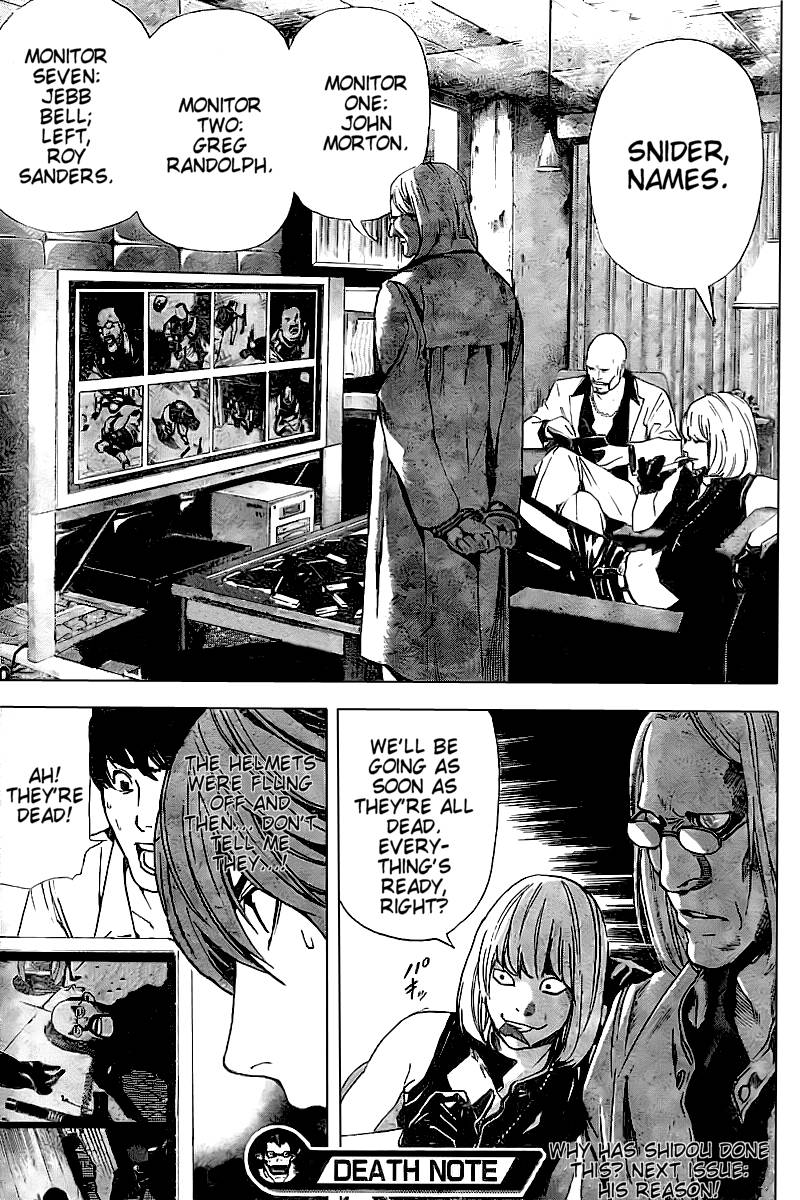 SNIDER,
NAMES.
MONITOR
ONE:
JOHN
MORTON.
MONITOR
TWO:
GREG
RANDOLPH.
MONITOR
SEVEN:
JEBB
BELL;
LEFT,
ROY
SANDERS.
WE'LL BE
GOING AS
SOON AS
THEY'RE ALL
DEAD.
EVERY-
THING'S
READY,
RIGHT?
パキッ
THE HELMETS
WERE FLUNG
OFF AND
THEN... DON'T
TELL ME
THEY...!
AH!
THEY'RE
DEAD!
DEATH NOTE
WHY HAS SHIDOU DONE
THIS? NEXT ISSUE:
HIS REASON!